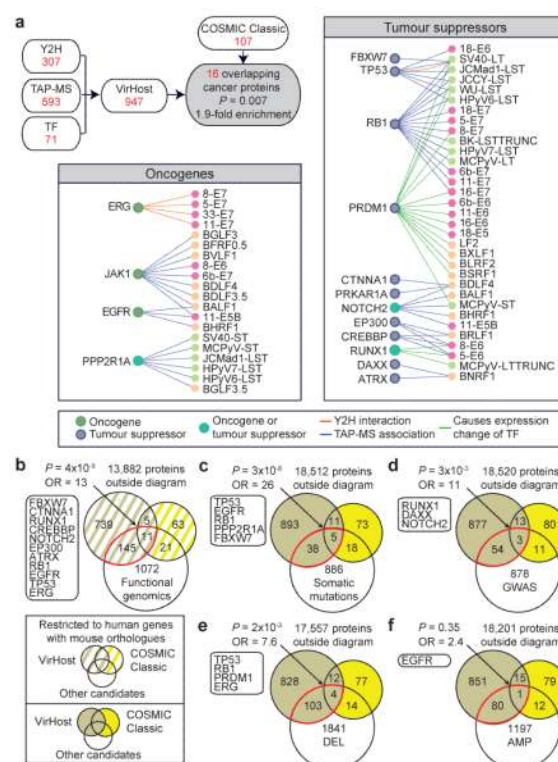 a
Y2H
307
TAP-MS
593
TF
71
VirHost
947
COSMIC Classic
107
16 overlapping
cancer proteins
P = 0.007
1.9-fold enrichment
Oncogenes
ERG
JAK1
EGFR
PPP2R1A
8-E7
5-E7
33-E7
11-E7
BGLF3
BFRF0.5
BVLF1
8-E6
6b-E7
BDLF4
BDLF3.5
BALF1
11-E5B
BHRF1
SV40-ST
MCPyV-ST
JCMad1-LST
HPyV7-LST
HPyV6-LST
BGLF3.5
Tumour suppressors
FBXW7
TP53
RB1
PRDM1
CTNNA1
PRKAR1A
NOTCH2
EP300
CREBBP
RUNX1
DAXX
ATRX
18-E6
SV40-LT
JCMad1-LST
JCCY-LST
WU-LST
HPyV6-LST
18-E7
5-E7
8-E7
BK-LSTTRUNC
HPyV7-LST
MCPyV-LT
6b-E7
11-E7
16-E7
6b-E6
11-E6
16-E6
18-E5
LF2
BXLF1
BLRF2
BSRF1
BDLF4
BALF1
MCPyV-ST
BHRF1
11-E5B
BRLF1
8-E6
5-E6
MCPyV-LTTRUNC
BNRF1
Oncogene
Tumour suppressor
Oncogene or
tumour suppressor
Y2H interaction
TAP-MS association
Causes expression
change of TF
b
OR = 13
13,882 proteins
outside diagram
FBXW7
CTNNA1
RUNX1
CREBBP
NOTCH2
EP300
ATRX
RB1
EGFR
TP53
ERG
739
5
63
11
145
21
1072
Functional
genomics
Restricted to human genes
with mouse orthologues
VirHost
COSMIC
Classic
Other candidates
VirHost
COSMIC
Classic
Other candidates
c
OR = 26
18,512 proteins
outside diagram
TP53
EGFR
RB1
PPP2R1A
FBXW7
893
11
73
5
38
18
886
Somatic
mutations
d
OR = 11
18,520 proteins
outside diagram
RUNX1
DAXX
NOTCH2
877
13
80
3
54
11
878
GWAS
e
OR = 7.6
17,557 proteins
outside diagram
TP53
RB1
PRDM1
ERG
828
12
77
4
103
14
1841
DEL
f
P = 0.35
OR = 2.4
18,201 proteins
outside diagram
EGFR
851
15
79
1
80
12
1197
AMP